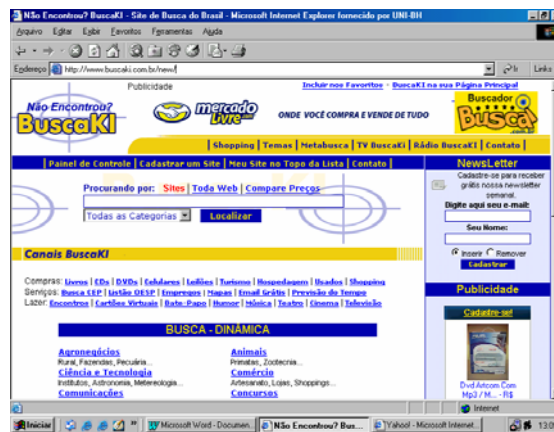 Não Encontrou? BuscaKI - Site de Busca do Brasil - Microsoft Internet Explorer fornecido por UNI-BH
Arquivo Editar Exibir Favoritos Ferramentas Ajuda
Endereço http://www.buscaki.com.br/new/ Ir Links
Publicidade
Incluir nos Favoritos - BuscaKI na sua Página Principal
Não Encontrou?
BuscaKI
mercado
Livre
ONDE VOCÊ COMPRA E VENDE DE TUDO
Buscador
Busca
| Shopping | Temas | Metabusca | TV BuscaKI | Rádio BuscaKI | Contato |
| Painel de Controle | Cadastrar um Site | Meu Site no Topo da Lista | Contato |
NewsLetter
Cadastre-se para receber
grátis nossa newsletter
semanal.
Digite aqui seu e-mail:
Seu Nome:
Inserir Remover
Cadastrar
Procurando por: Sites | Toda Web | Compare Preços
Todas as Categorias Localizar
Canais BuscaKI
Compras: Livros | CDs | DVDs | Celulares | Leilões | Turismo | Hospedagem | Usados | Shopping
Serviços: Busca CEP | Listão OESP | Empregos | Mapas | Email Grátis | Previsão do Tempo
Lazer: Encontros | Cartões Virtuais | Bate-Papo | Humor | Música | Teatro | Cinema | Televisão
Publicidade
Cadastre-se!
Dvd Artcom Com
Mp3 / M... - R$
BUSCA - DINÂMICA
Agronegócios
Rural, Fazendas, Pecuária...
Ciência e Tecnologia
Institutos, Astronomia, Metereologia...
Comunicações
Animais
Primatas, Zootecnia...
Comércio
Artesanato, Lojas, Shoppings...
Concursos
Internet
Iniciar
Microsoft Word - Documen...
Não Encontrou? Bus...
Yahoo! - Microsoft Internet...